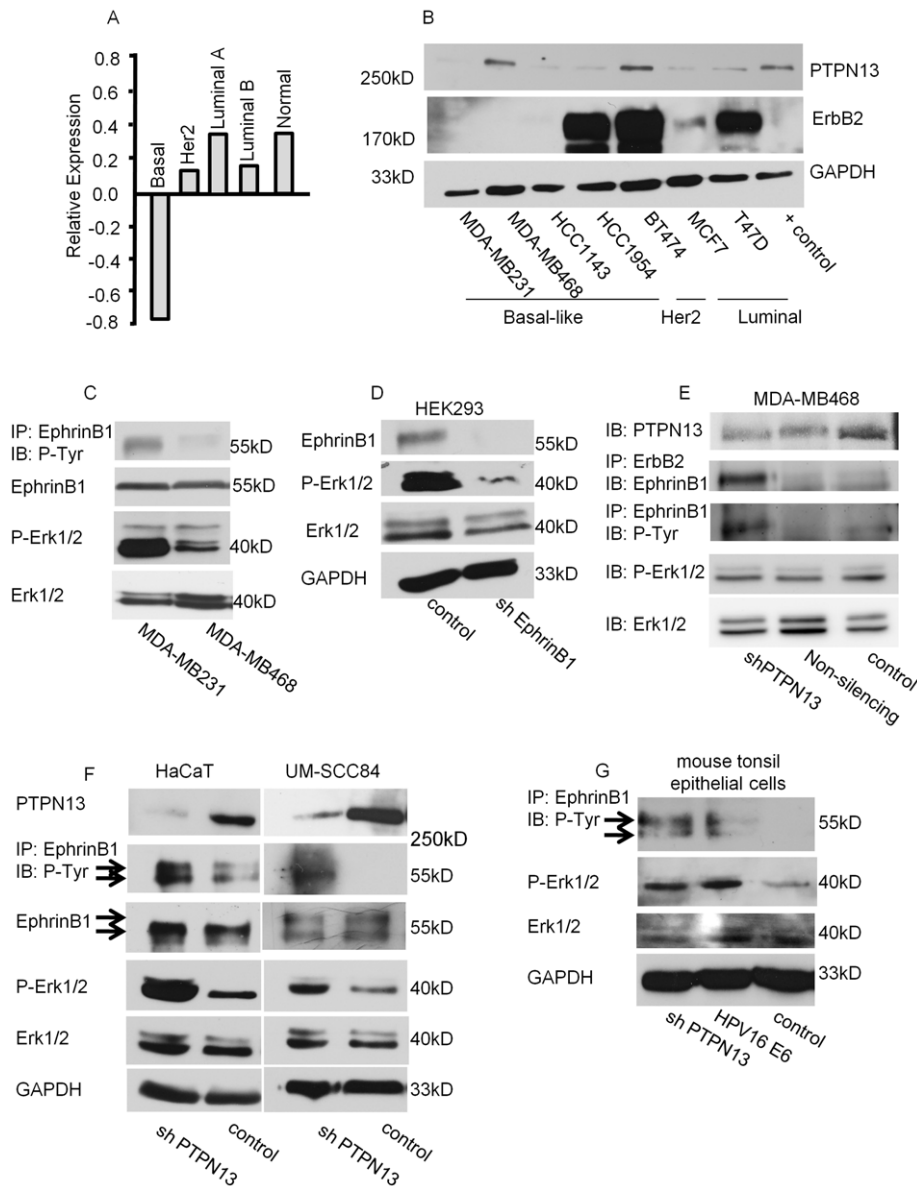 A
0.8
0.6
0.4
0.2
0.0
-0.2
-0.4
-0.6
-0.8
Relative Expression
Basal
Her2
Luminal A
Luminal B
Normal
B
250kD
PTPN13
170kD
ErbB2
33kD
GAPDH
MDA-MB231
MDA-MB468
HCC1143
HCC1954
BT474
MCF7
T47D
+ control
Basal-like
Her2
Luminal
C
IP: EphrinB1
IB: P-Tyr
55kD
EphrinB1
55kD
P-Erk1/2
40kD
Erk1/2
40kD
MDA-MB231
MDA-MB468
D
HEK293
EphrinB1
55kD
P-Erk1/2
40kD
Erk1/2
40kD
GAPDH
33kD
control
sh EphrinB1
E
MDA-MB468
IB: PTPN13
IP: ErbB2
IB: EphrinB1
IP: EphrinB1
IB: P-Tyr
IB: P-Erk1/2
IB: Erk1/2
shPTPN13
Non-silencing
control
F
HaCaT
UM-SCC84
PTPN13
250kD
IP: EphrinB1
IB: P-Tyr
55kD
EphrinB1
55kD
P-Erk1/2
40kD
Erk1/2
40kD
GAPDH
33kD
sh PTPN13
control
sh PTPN13
control
G
mouse tonsil
epithelial cells
IP: EphrinB1
IB: P-Tyr
55kD
P-Erk1/2
40kD
Erk1/2
40kD
GAPDH
33kD
sh PTPN13
HPV16 E6
control